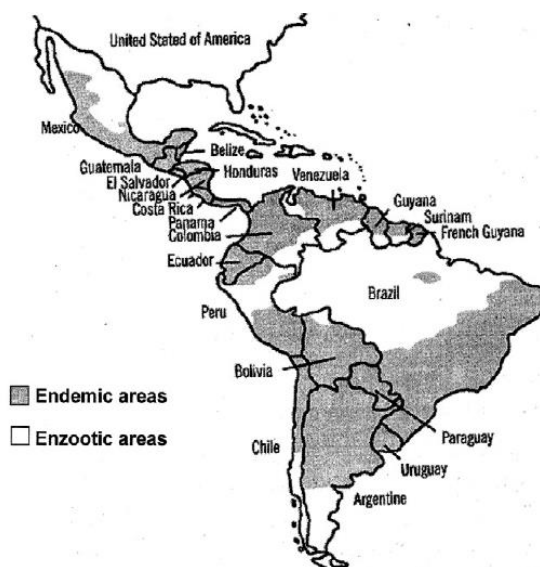 United Stated of America
Mexico
Belize
Guatemala
Honduras
El Salvador
Nicaragua
Costa Rica
Panama
Colombia
Venezuela
Guyana
Surinam
French Guyana
Ecuador
Brazil
Peru
Bolivia
Endemic areas
Enzootic areas
Chile
Paraguay
Uruguay
Argentine